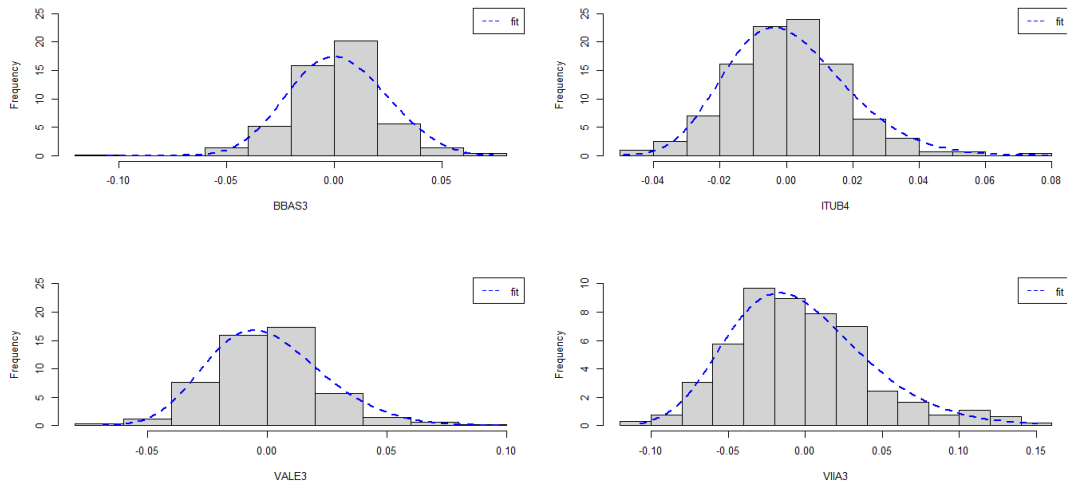 fit
Frequency
0 5 10 15 20 25
-0.10 -0.05 0.00 0.05
BBAS3
fit
Frequency
0 5 10 15 20 25
-0.04 -0.02 0.00 0.02 0.04 0.06 0.08
ITUB4
fit
Frequency
0 5 10 15 20 25
-0.05 0.00 0.05 0.10
VALE3
fit
Frequency
0 2 4 6 8 10
-0.10 -0.05 0.00 0.05 0.10 0.15
VIIA3